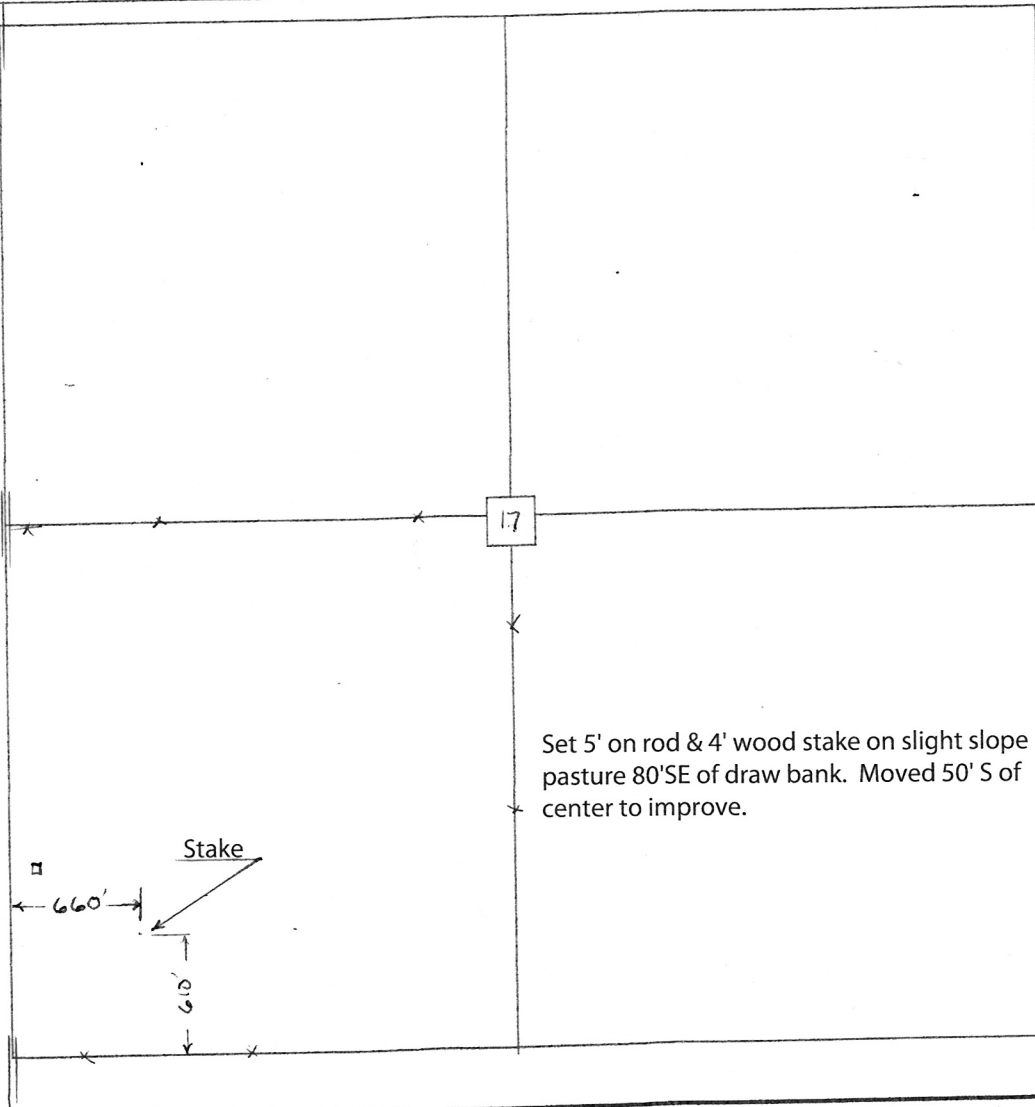 17
Set 5' on rod & 4' wood stake on slight slope
pasture 80'SE of draw bank.  Moved 50' S of
center to improve.
Stake
660'
610'